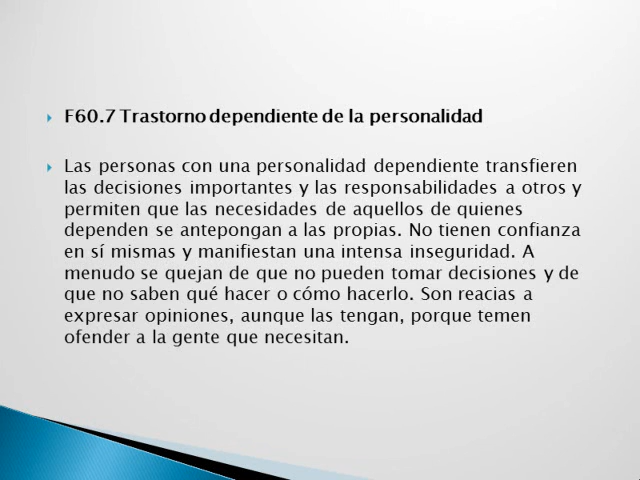 F60.7 Trastorno dependiente de la personalidad
Las personas con una personalidad dependiente transfieren
las decisiones importantes y las responsabilidades a otros y
permiten que las necesidades de aquellos de quienes
dependen se antepongan a las propias. No tienen confianza
en sí mismas y manifiestan una intensa inseguridad. A
menudo se quejan de que no pueden tomar decisiones y de
que no saben qué hacer o cómo hacerlo. Son reacias a
expresar opiniones, aunque las tengan, porque temen
ofender a la gente que necesitan.